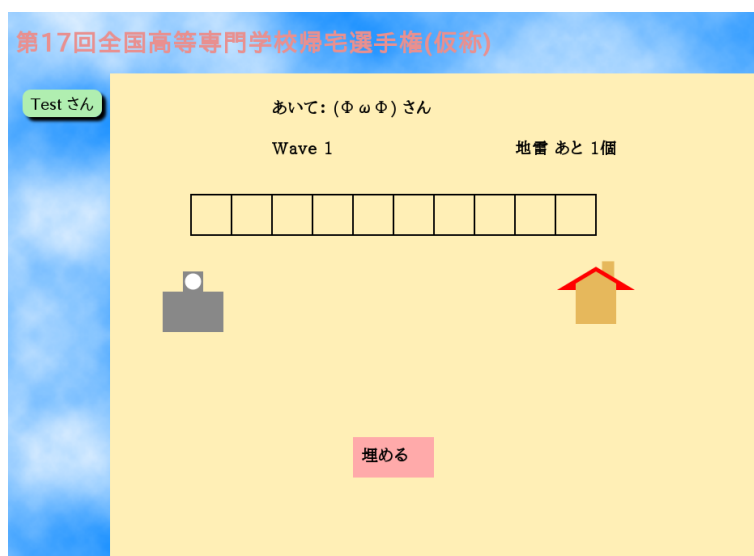 第17回全国高等専門学校帰宅選手権(仮称)
Test さん
あいて: (ΦωΦ) さん
Wave 1
地雷 あと 1個
埋める